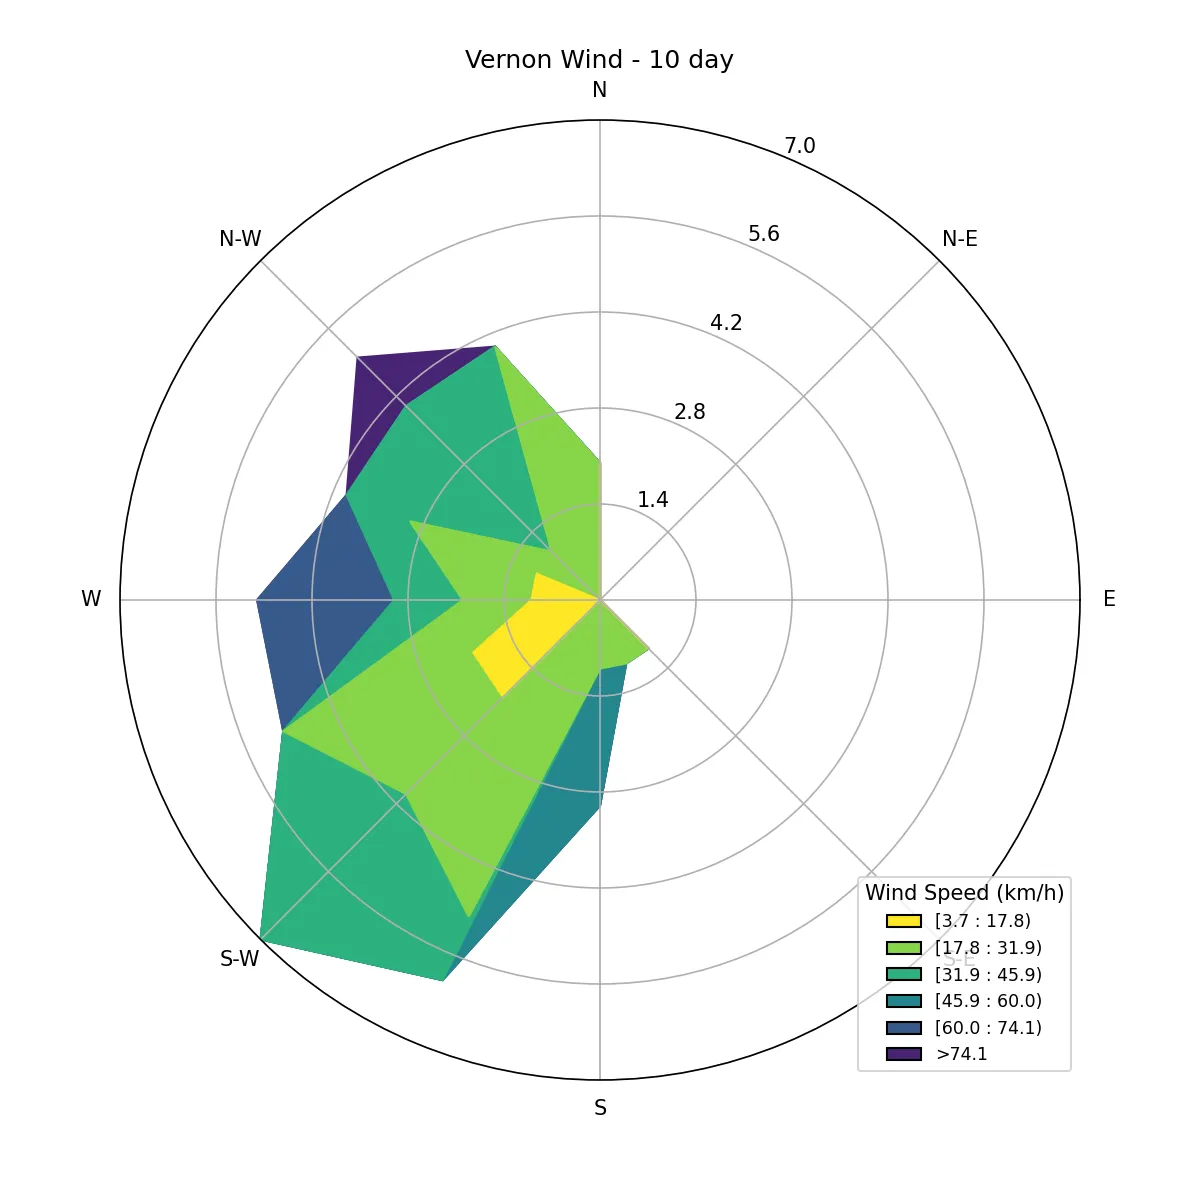 Vernon Wind - 10 day
N
7.0
N-W
5.6
N-E
4.2
2.8
1.4
W
E
S-W
S-E
S
Wind Speed (km/h)
[3.7 : 17.8)
[17.8 : 31.9)
[31.9 : 45.9)
[45.9 : 60.0)
[60.0 : 74.1)
>74.1